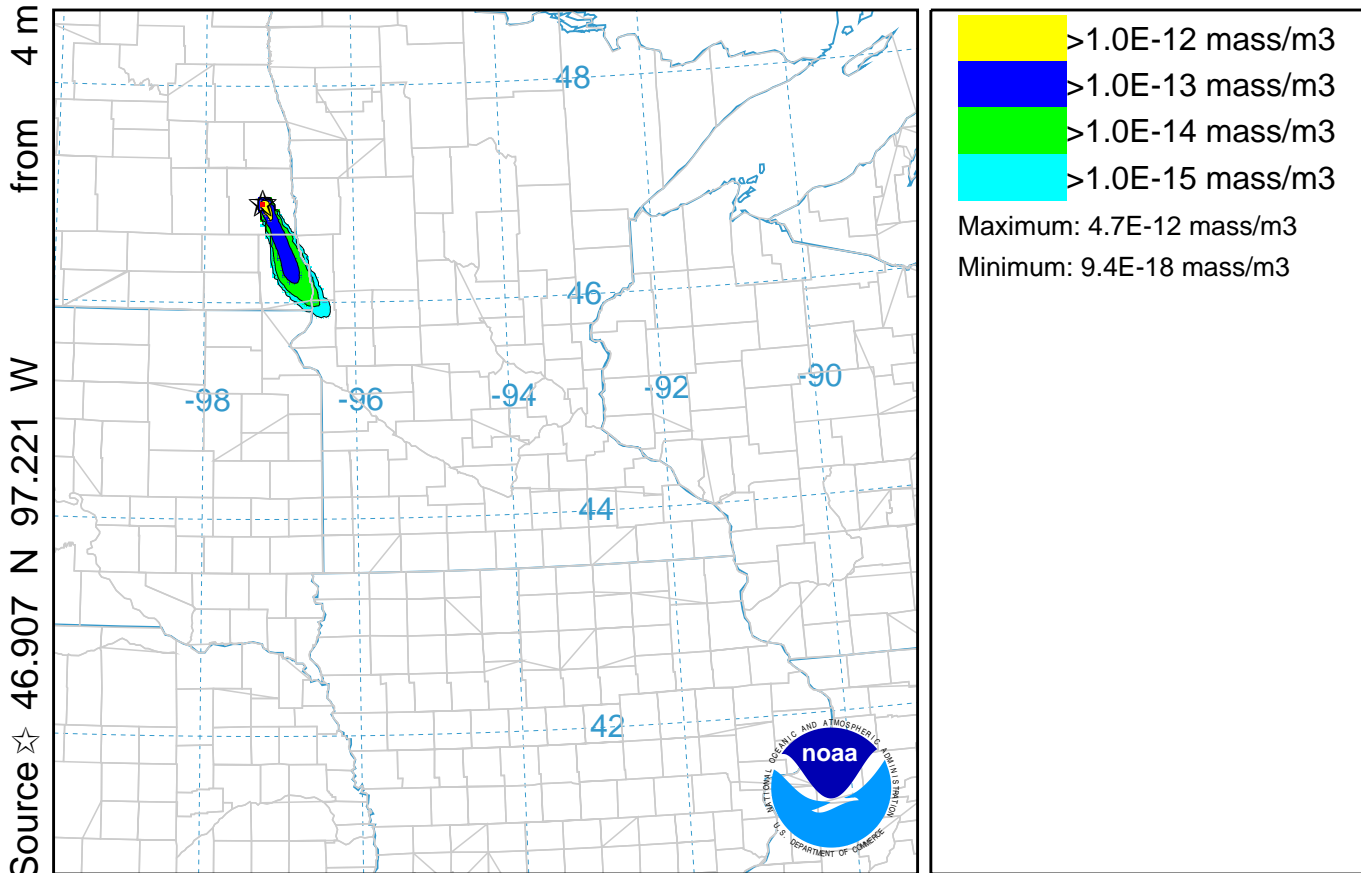 Source ☆ 46.907 N 97.221 W from 4 m
48
46
-98
-96
-94
-92
-90
44
42
NATIONAL OCEANIC AND ATMOSPHERIC ADMINISTRATION
noaa
U.S. DEPARTMENT OF COMMERCE
>1.0E-12 mass/m3
>1.0E-13 mass/m3
>1.0E-14 mass/m3
>1.0E-15 mass/m3
Maximum: 4.7E-12 mass/m3
Minimum: 9.4E-18 mass/m3